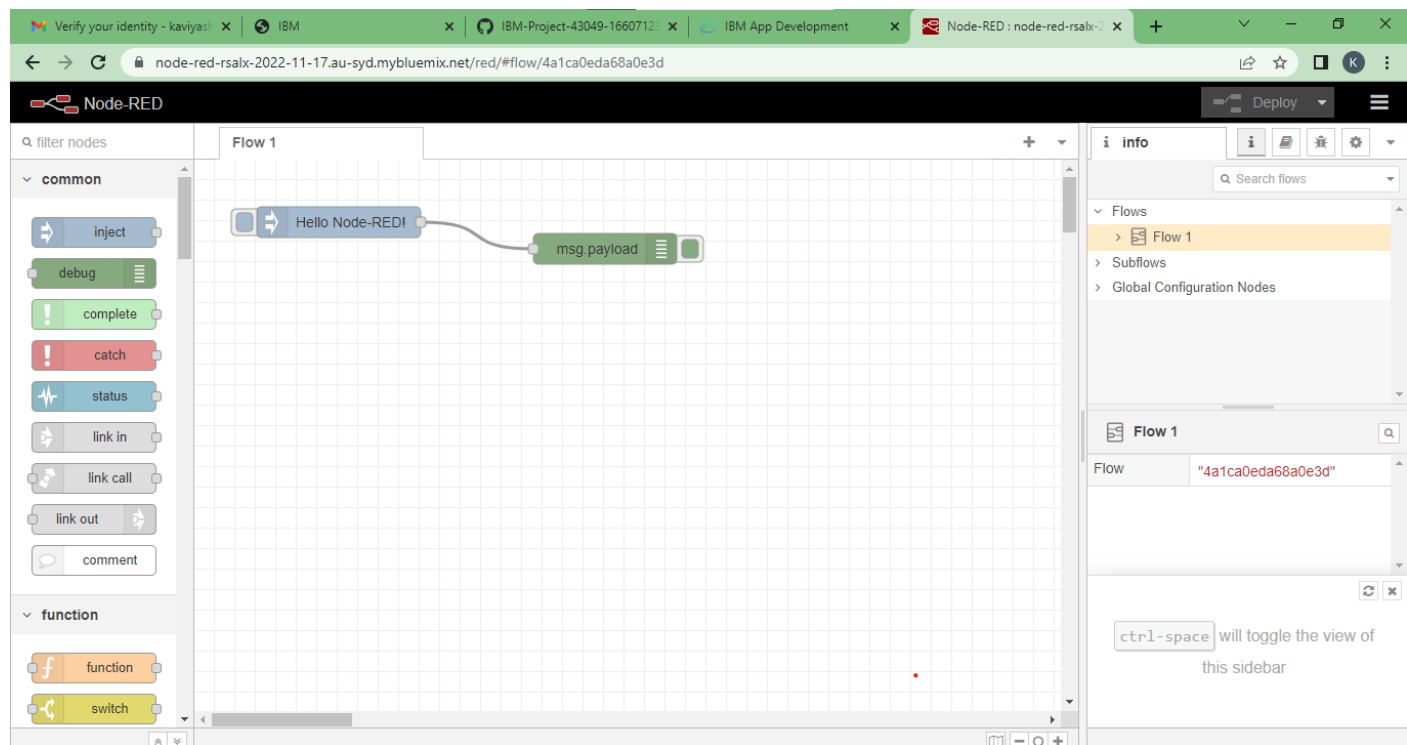 Verify your identity - kaviyas
IBM
IBM-Project-43049-1660712
IBM App Development
Node-RED : node-red-rsalx-2
node-red-rsalx-2022-11-17.au-syd.mybluemix.net/red/#flow/4a1ca0eda68a0e3d
K
Node-RED
Deploy
filter nodes
Flow 1
i info
i
common
Search flows
inject
Hello Node-RED!
msg.payload
Flows
Flow 1
Subflows
Global Configuration Nodes
debug
complete
catch
status
link in
link call
link out
comment
Flow 1
Flow
"4a1ca0eda68a0e3d"
function
f function
switch
ctrl-space will toggle the view of
this sidebar